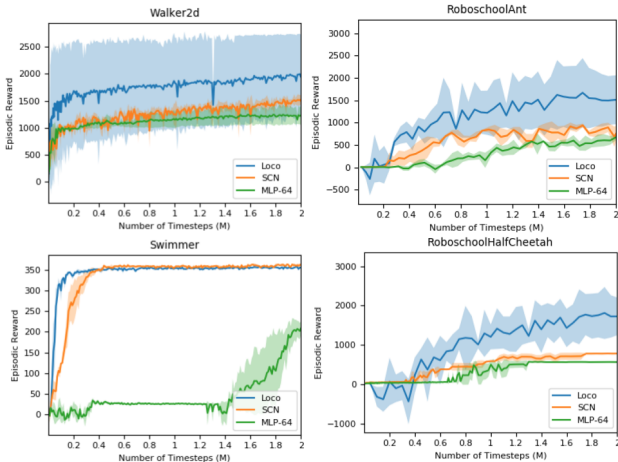 Walker2d
2500
2000
1500
1000
500
0
Episodic Reward
Loco
SCN
MLP-64
0.2 0.4 0.6 0.8 1 1.2 1.4 1.6 1.8 2
Number of Timesteps (M)
RoboschoolAnt
3000
2500
2000
1500
1000
500
0
−500
Episodic Reward
Loco
SCN
MLP-64
0.2 0.4 0.6 0.8 1 1.2 1.4 1.6 1.8 2
Number of Timesteps (M)
Swimmer
350
300
250
200
150
100
50
0
Episodic Reward
Loco
SCN
MLP-64
0.2 0.4 0.6 0.8 1 1.2 1.4 1.6 1.8 2
Number of Timesteps (M)
RoboschoolHalfCheetah
3000
2000
1000
0
−1000
Episodic Reward
Loco
SCN
MLP-64
0.2 0.4 0.6 0.8 1 1.2 1.4 1.6 1.8 2
Number of Timesteps (M)